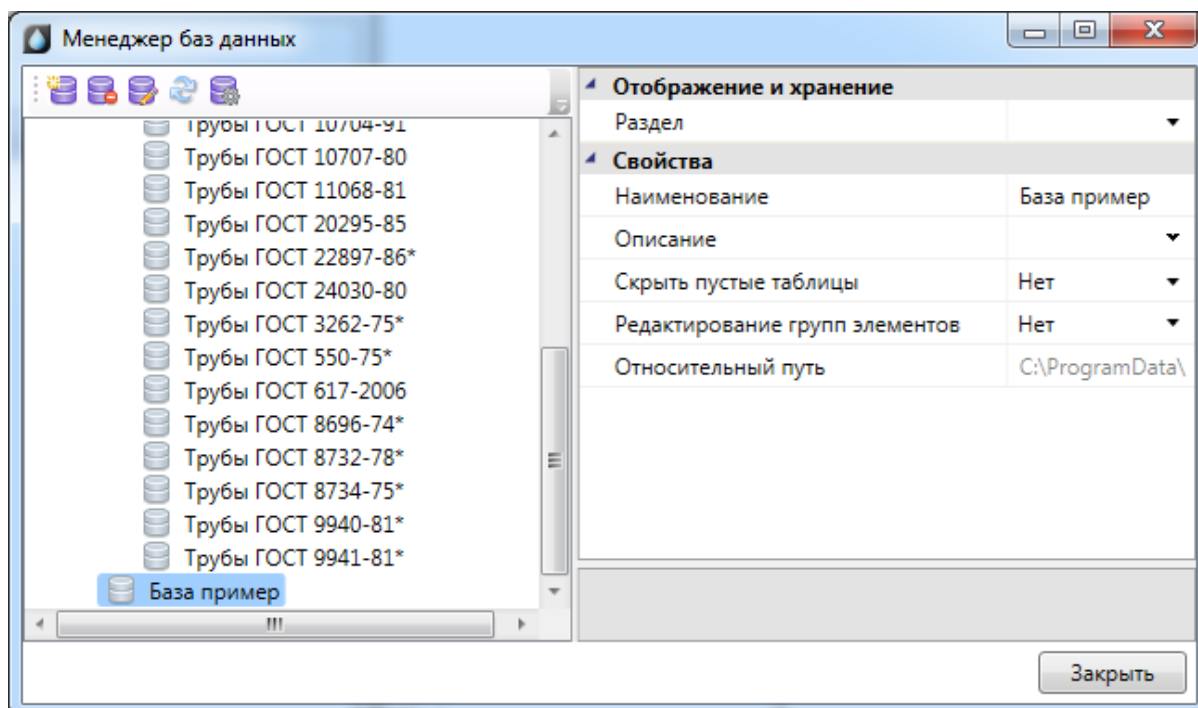 Менеджер баз данных
Трубы ГОСТ 10704-91
Трубы ГОСТ 10707-80
Трубы ГОСТ 11068-81
Трубы ГОСТ 20295-85
Трубы ГОСТ 22897-86*
Трубы ГОСТ 24030-80
Трубы ГОСТ 3262-75*
Трубы ГОСТ 550-75*
Трубы ГОСТ 617-2006
Трубы ГОСТ 8696-74*
Трубы ГОСТ 8732-78*
Трубы ГОСТ 8734-75*
Трубы ГОСТ 9940-81*
Трубы ГОСТ 9941-81*
База пример
Отображение и хранение
Раздел
Свойства
Наименование База пример
Описание
Скрыть пустые таблицы Нет
Редактирование групп элементов Нет
Относительный путь C:\ProgramData\
Закрыть